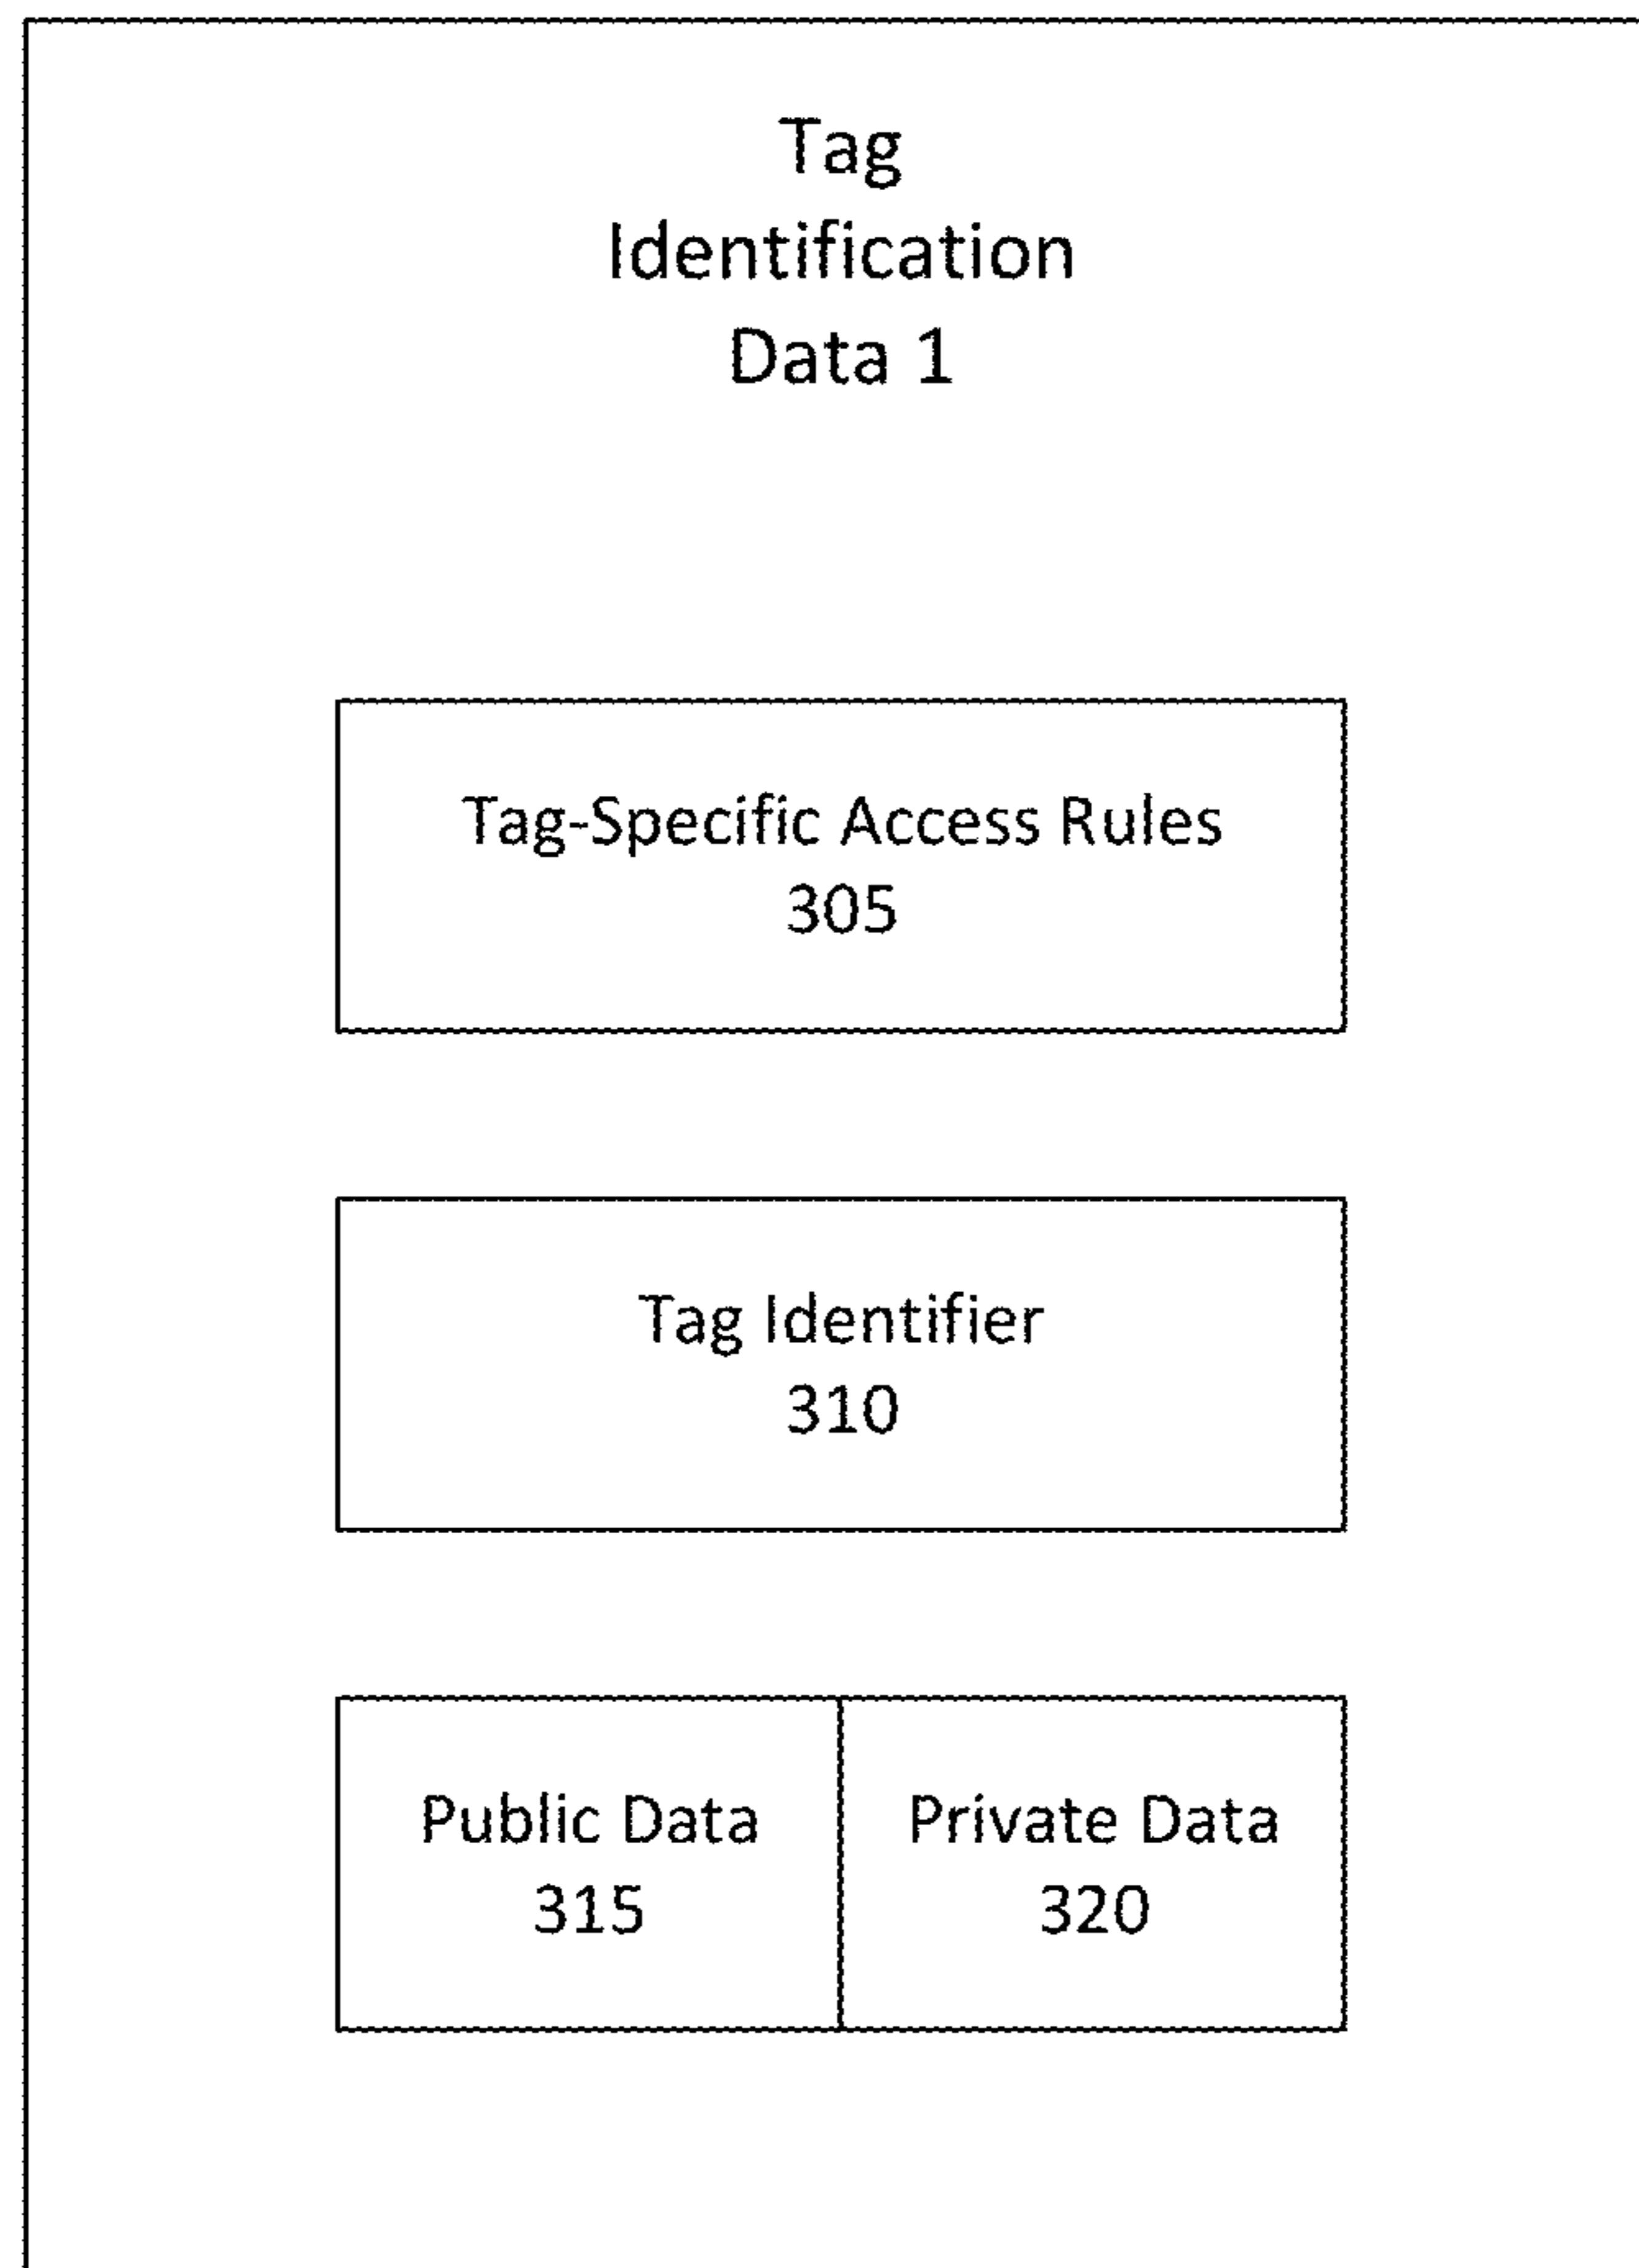 Tag
Identification
Data 1
Tag-Specific Access Rules
305
Tag Identifier
310
Public Data
315
Private Data
320